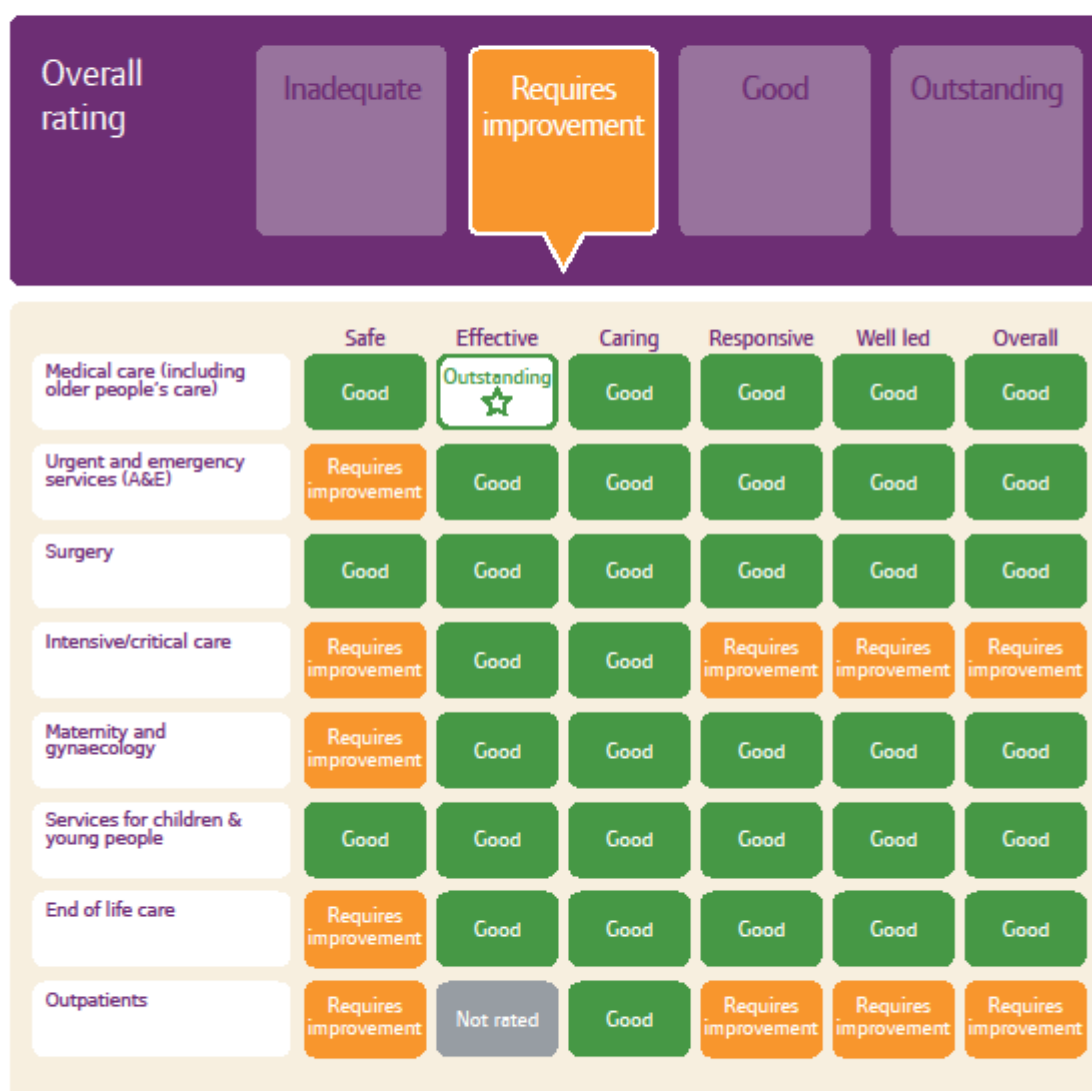 Overall
rating
Inadequate
Requires
improvement
Good
Outstanding
Safe Effective Caring Responsive Well led Overall
Medical care (including
older people's care)
Good Outstanding Good Good Good Good
Urgent and emergency
services (A&E)
Requires
improvement Good Good Good Good Good
Surgery
Good Good Good Good Good Good
Intensive/critical care
Requires
improvement Good Good Requires
improvement Requires
improvement Requires
improvement
Maternity and
gynaecology
Requires
improvement Good Good Good Good Good
Services for children &
young people
Good Good Good Good Good Good
End of life care
Requires
improvement Good Good Good Good Good
Outpatients
Requires
improvement Not rated Good Requires
improvement Requires
improvement Requires
improvement